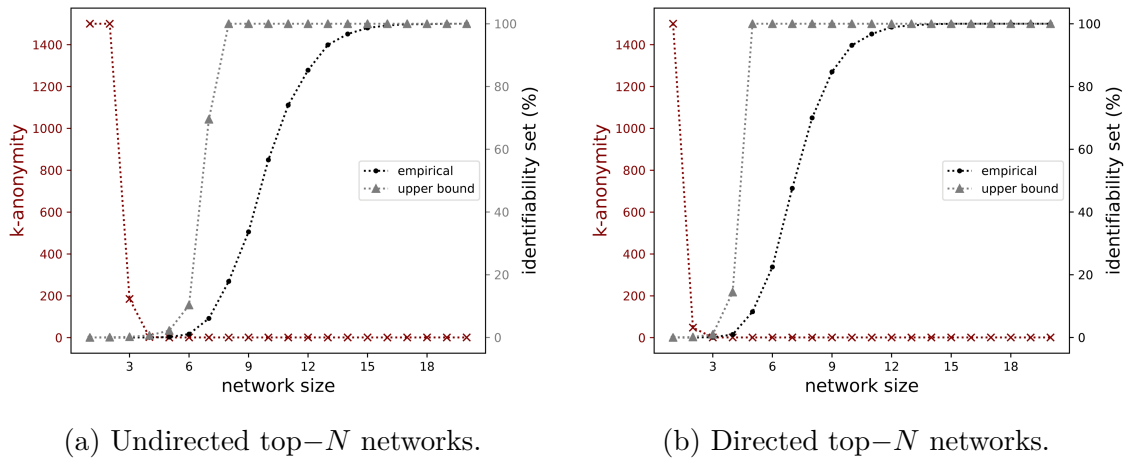 1400
1200
1000
800
600
400
200
0
k-anonymity
100
80
60
40
20
0
identifiability set (%)
empirical
upper bound
3 6 9 12 15 18
network size
(a) Undirected top−N networks.
1400
1200
1000
800
600
400
200
0
k-anonymity
100
80
60
40
20
0
identifiability set (%)
empirical
upper bound
3 6 9 12 15 18
network size
(b) Directed top−N networks.